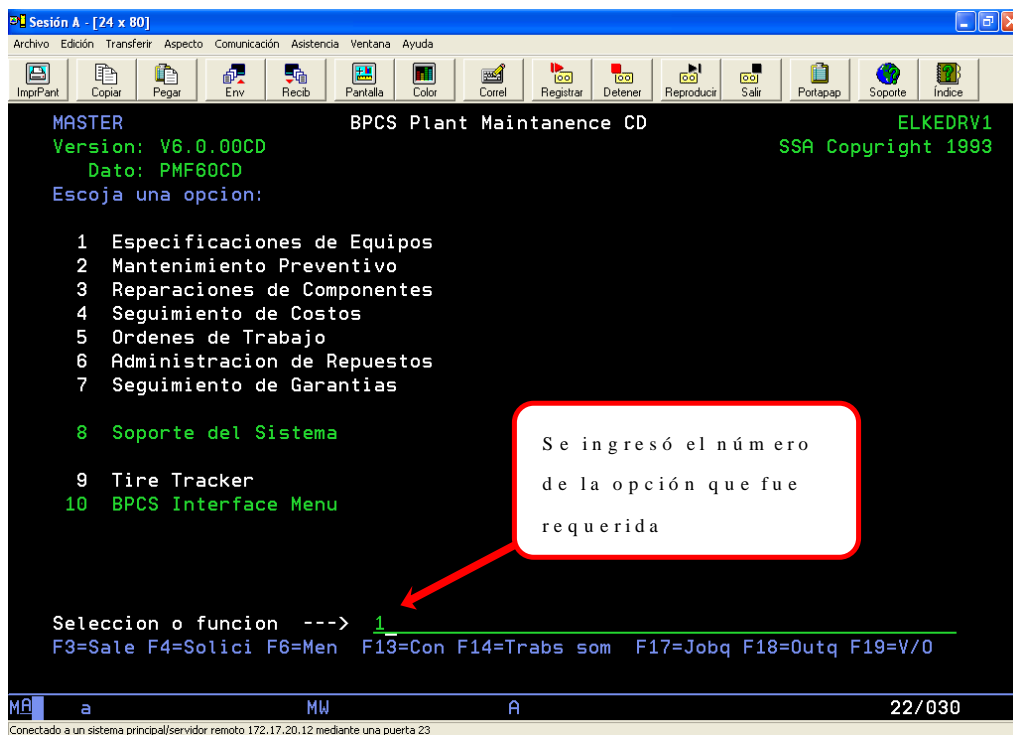 Sesión A - [24 x 80]
Archivo Edición Transferir Aspecto Comunicación Asistencia Ventana Ayuda
ImprPant Copiar Pegar Env Recib Pantalla Color Correl Registrar Detener Reproducir Salir Portapap Soporte Índice
MASTER BPCS Plant Maintanence CD ELKEDRV1
Version: V6.0.00CD SSA Copyright 1993
Dato: PMF60CD
Escoja una opcion:
1 Especificaciones de Equipos
2 Mantenimiento Preventivo
3 Reparaciones de Componentes
4 Seguimiento de Costos
5 Ordenes de Trabajo
6 Administracion de Repuestos
7 Seguimiento de Garantias
8 Soporte del Sistema
9 Tire Tracker
10 BPCS Interface Menu
Se ingresó el número
de la opción que fue
requerida
Seleccion o funcion ---> 1
F3=Sale F4=Solici F6=Men F13=Con F14=Trabs som F17=Jobq F18=Outq F19=V/O
MA a MW A 22/030
Conectado a un sistema principal/servidor remoto 172.17.20.12 mediante una puerta 23